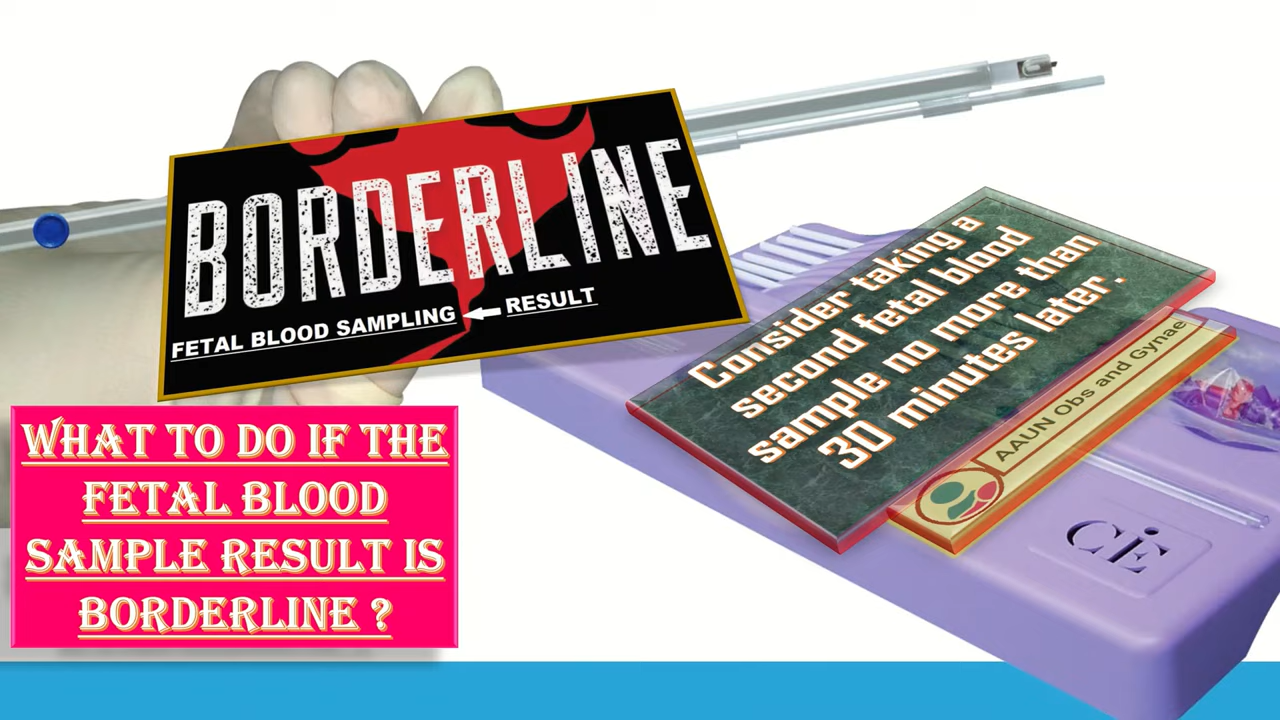 BORDERLINE
FETAL BLOOD SAMPLING
RESULT
Consider taking a
second fetal blood
sample no more than
30 minutes later.
AAUN Obs and Gynae
CiE
WHAT TO DO IF THE
FETAL BLOOD
SAMPLE RESULT IS
BORDERLINE ?